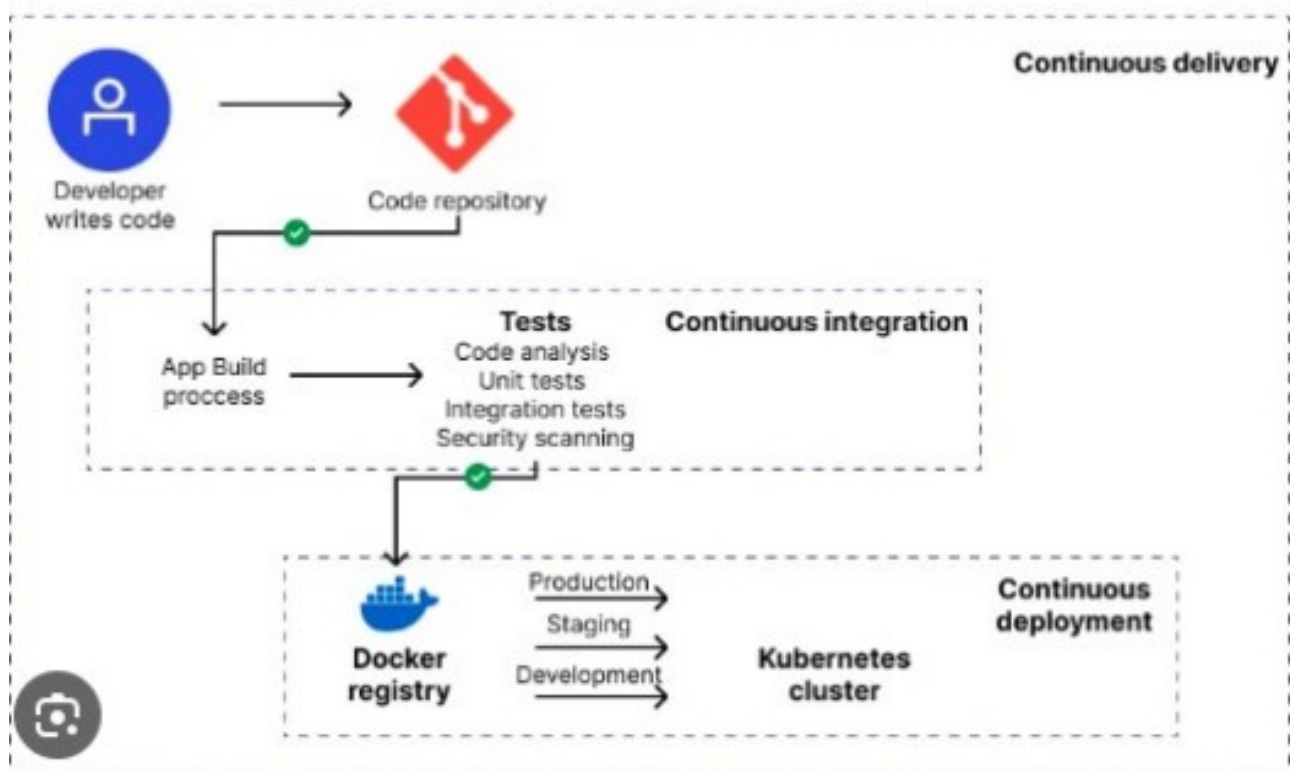 Continuous delivery
Developer
writes code
Code repository
Tests
Continuous integration
Code analysis
Unit tests
Integration tests
Security scanning
App Build
proccess
Production
Staging
Development
Docker
registry
Kubernetes
cluster
Continuous
deployment